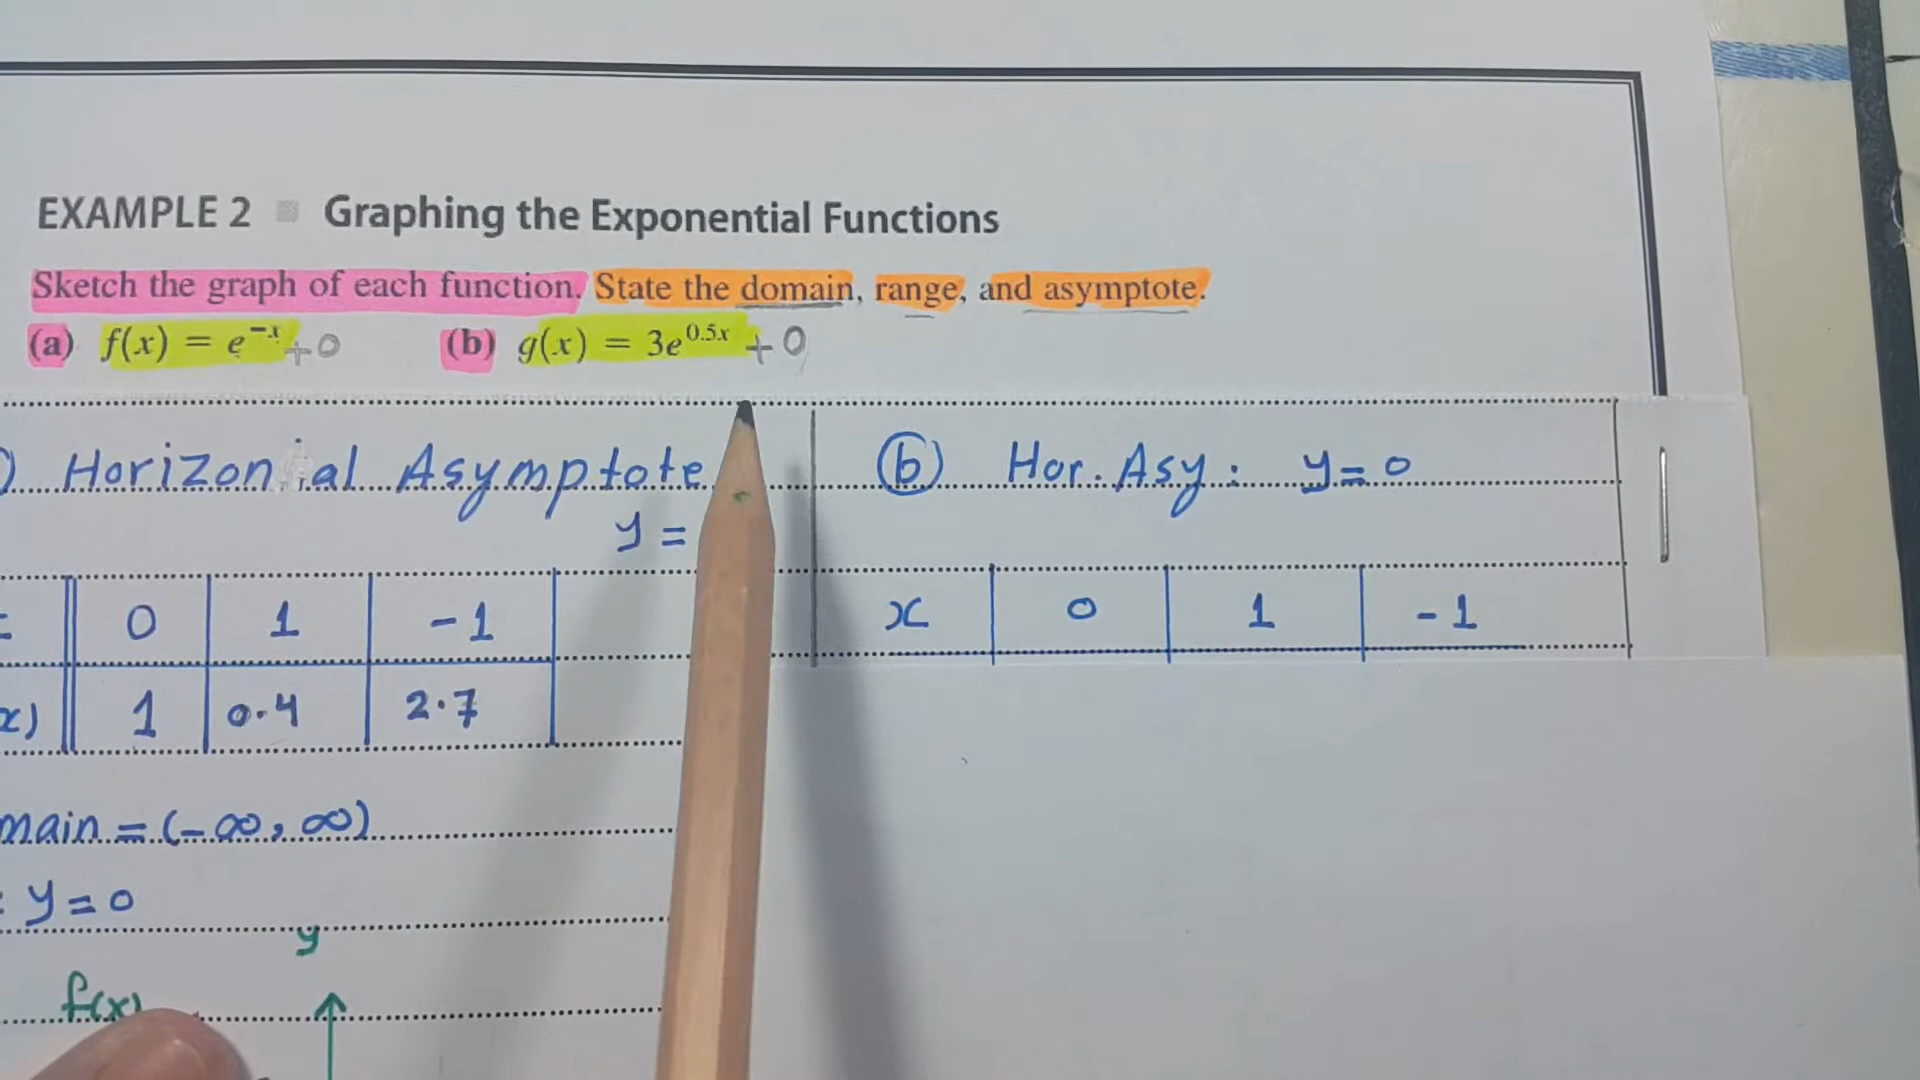 EXAMPLE 2 Graphing the Exponential Functions
Sketch the graph of each function. State the domain, range, and asymptote.
(a) f(x) = e^-x + 0 (b) g(x) = 3e^0.5x + 0
) Horizon al Asymptote
y =
0 1 -1
x) 1 0.4 2.7
main = (-∞, ∞)
: y = 0
y
f(x)
(b) Hor. Asy: y = 0
x 0 1 -1